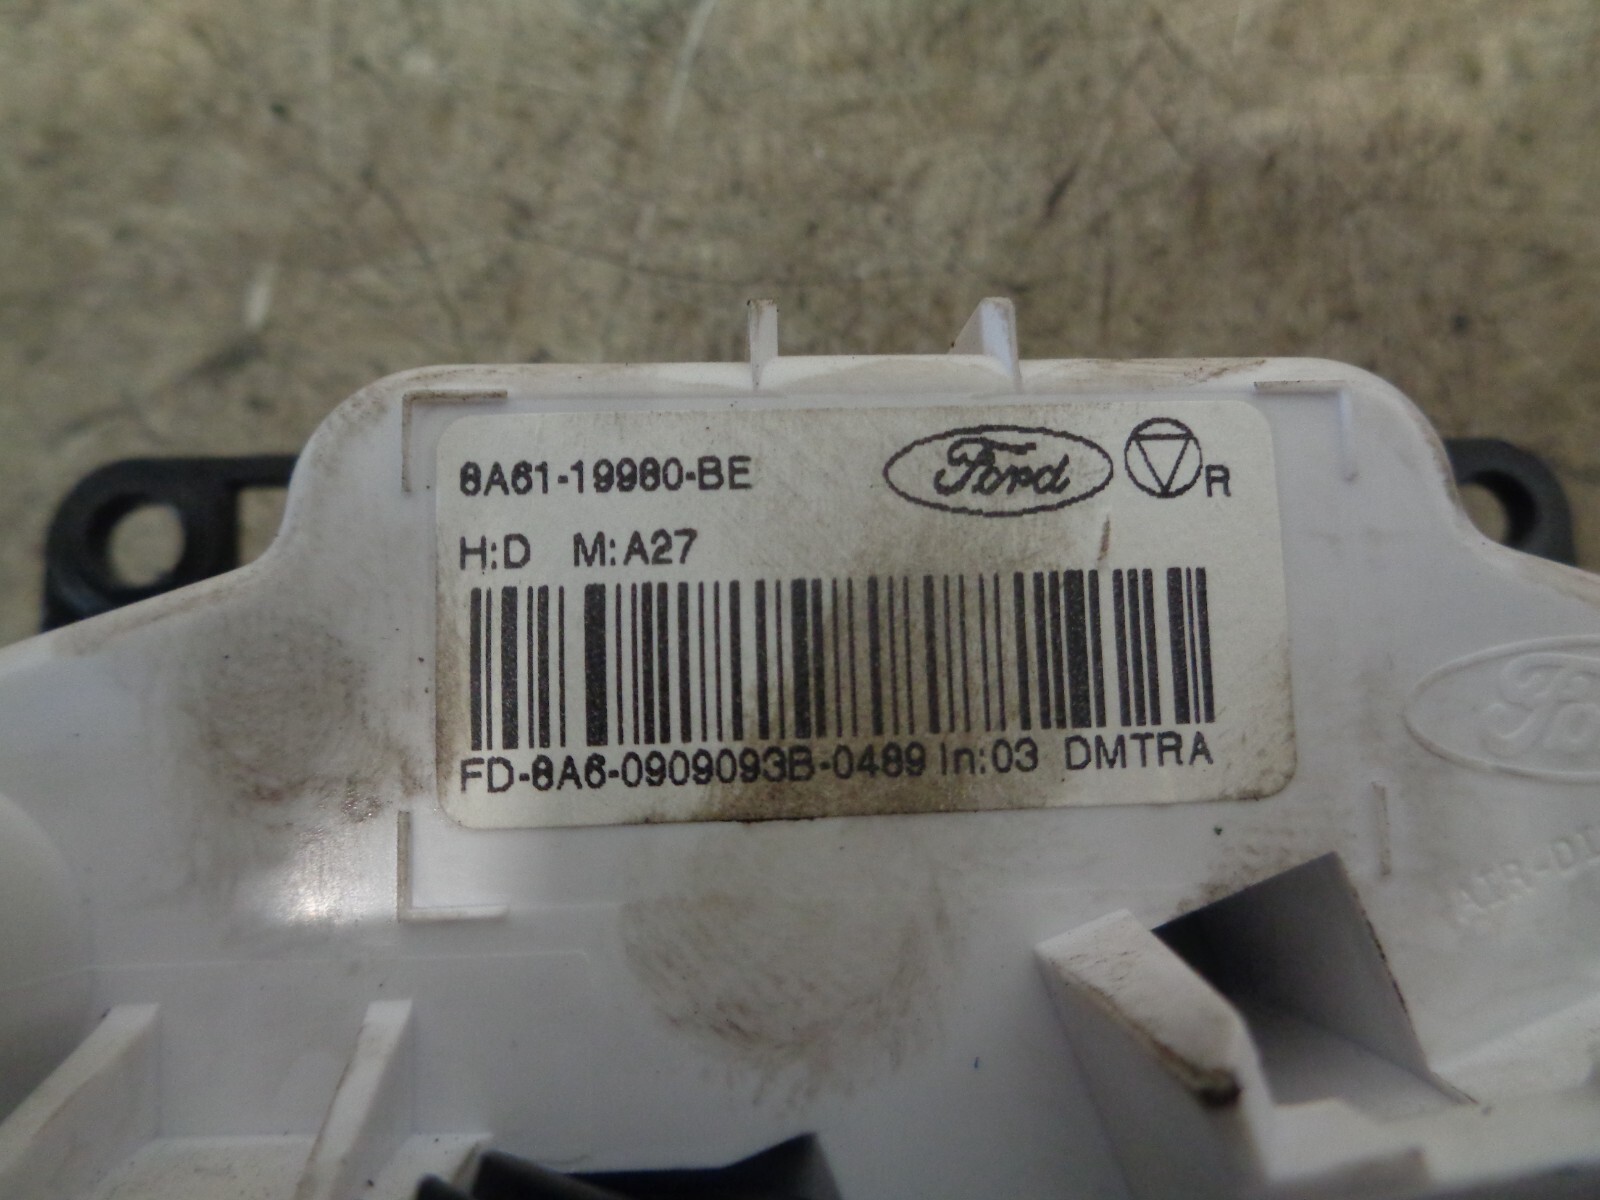 8A61-19980-BE Ford R
H:D M:A27
FD-8A6-0909093B-0489 In:03 DMTRA